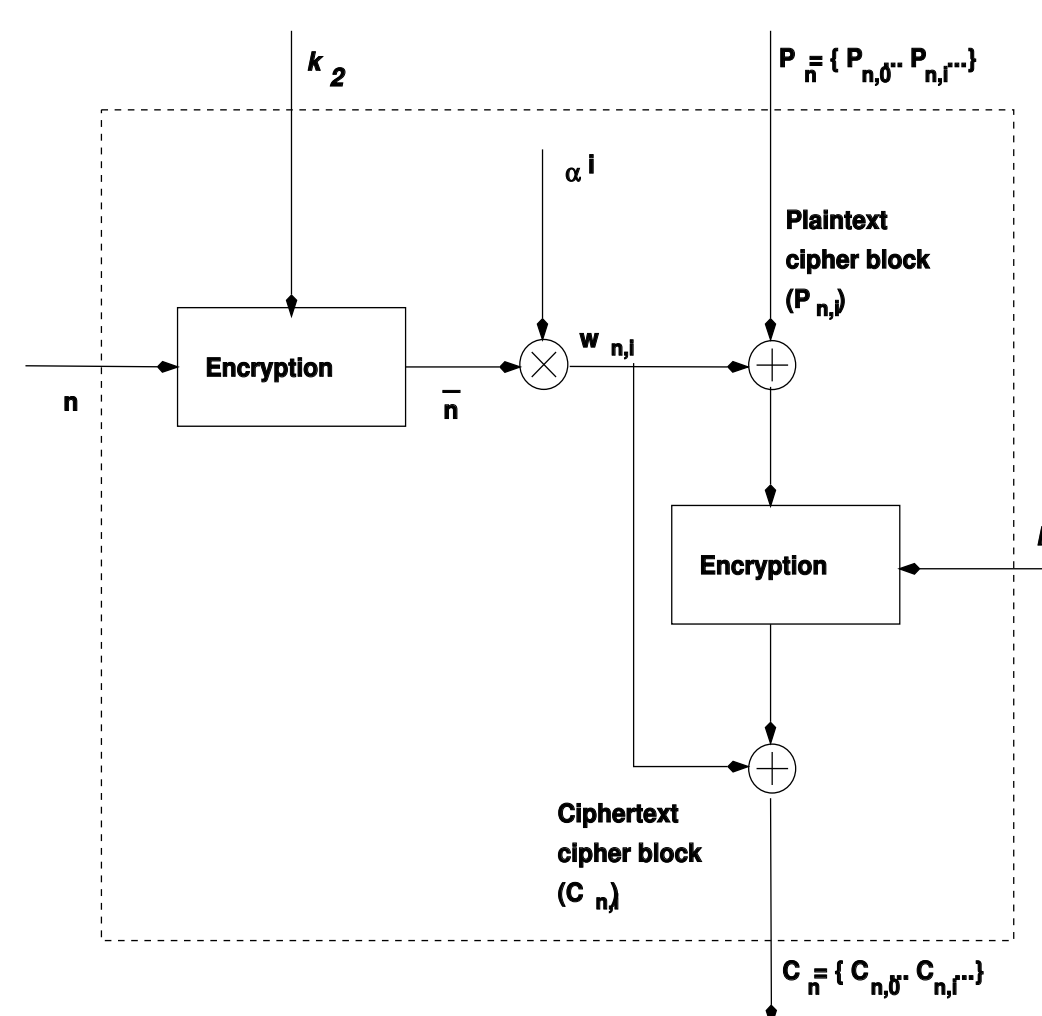 k 2
P n = { P n,0... P n,i...}
α i
Plaintext
cipher block
(P n,i)
w n,i
Encryption
n
n̅
Encryption
Ciphertext
cipher block
(C n,i)
C n = { C n,0... C n,i...}